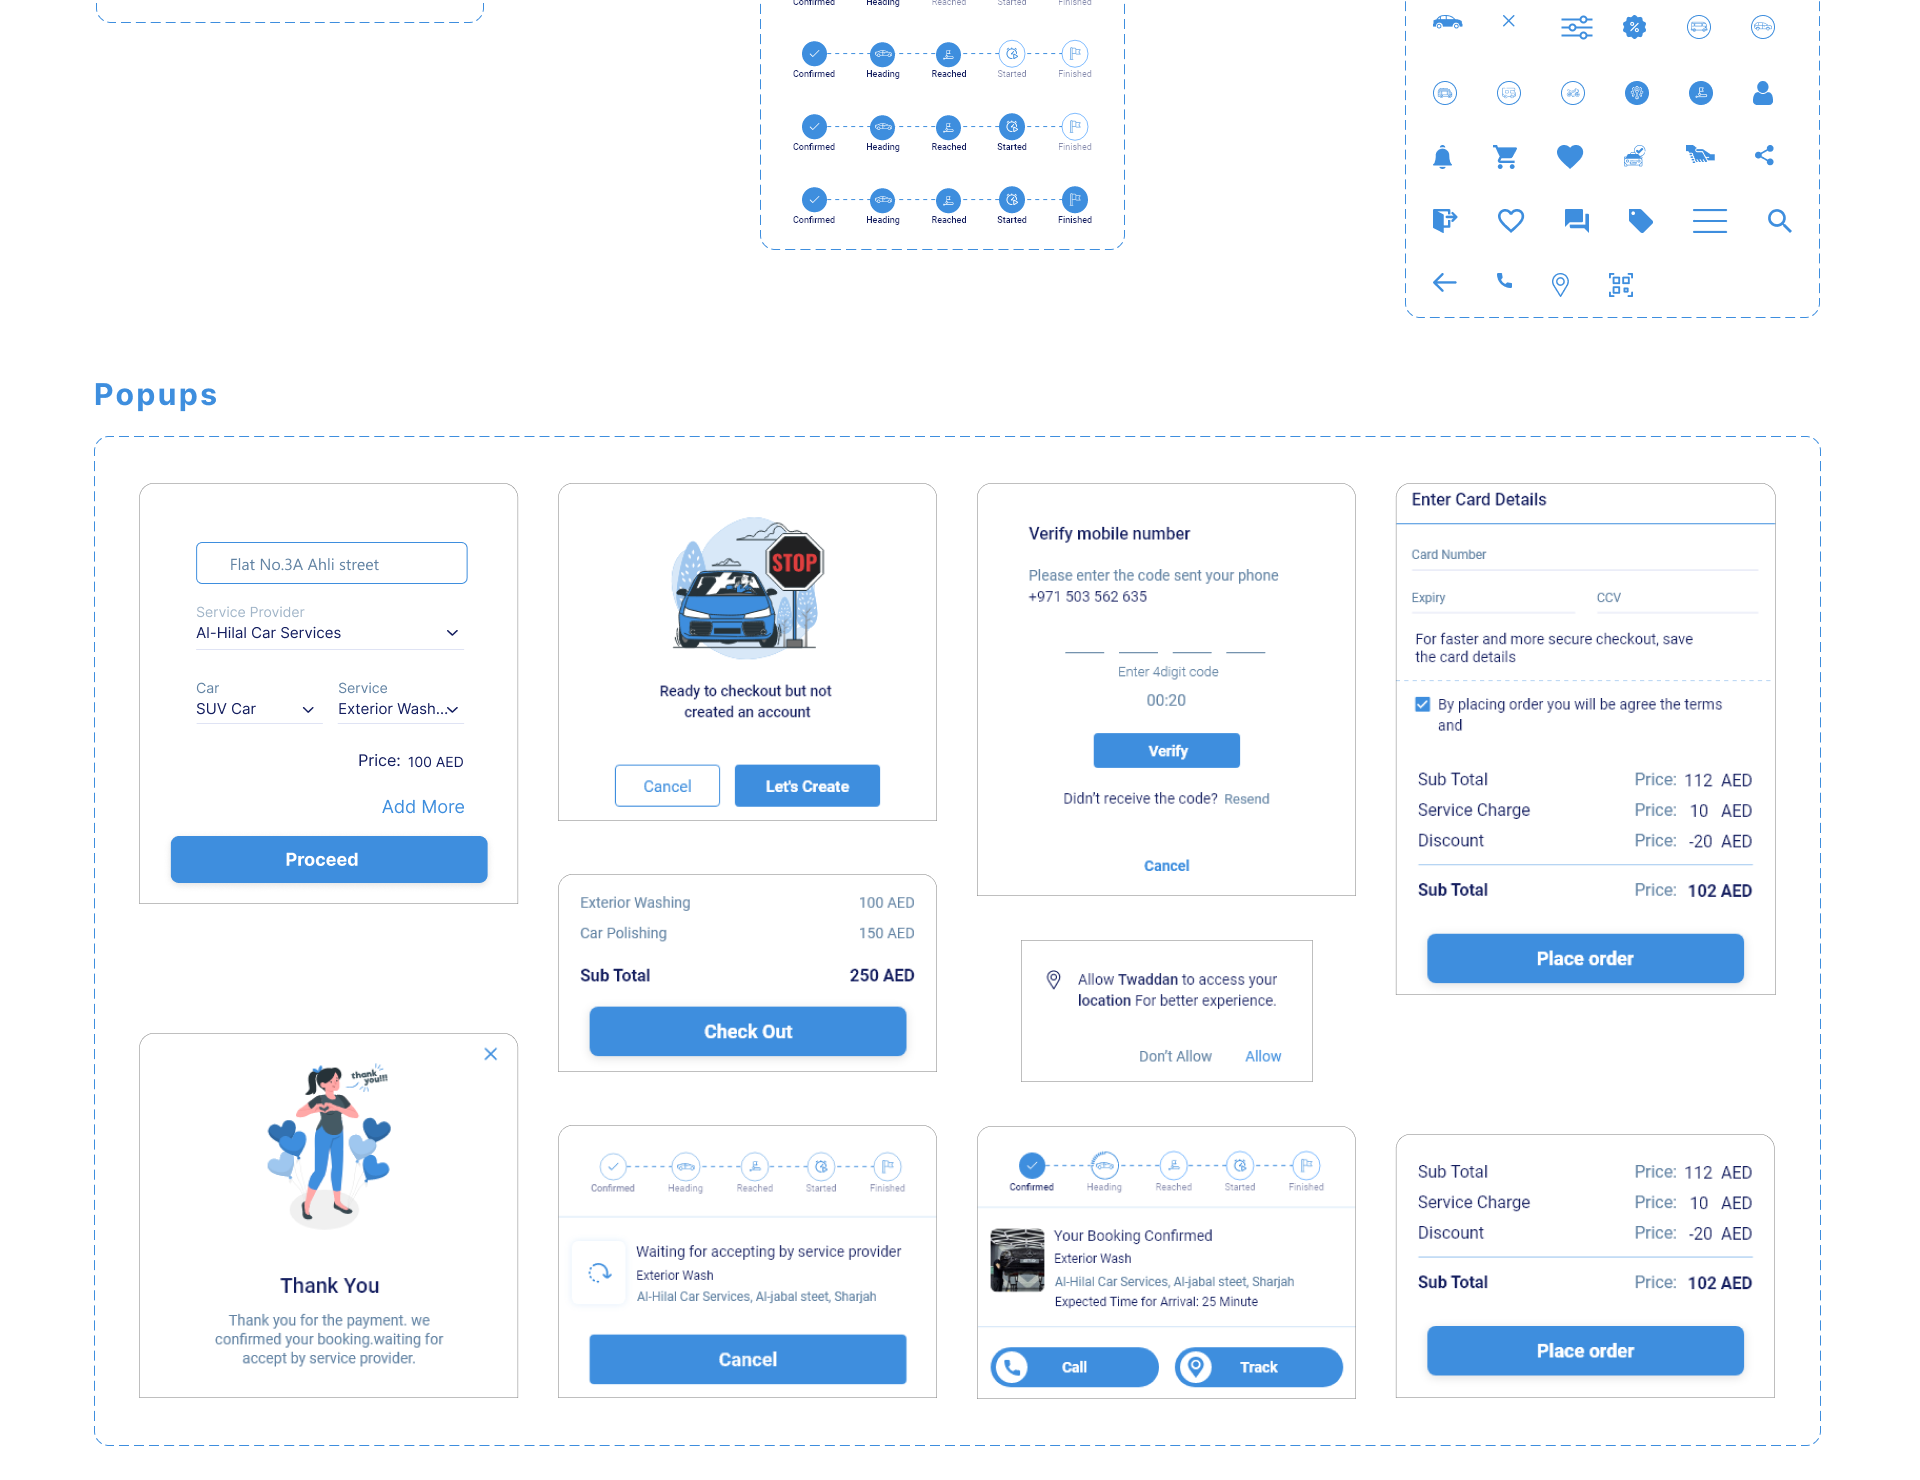 Confirmed Heading Reached Started Finished
Confirmed Heading Reached Started Finished
Confirmed Heading Reached Started Finished
Confirmed Heading Reached Started Finished
Popups
Flat No.3A Ahli street
Service Provider
Al-Hilal Car Services
Car Service
SUV Car Exterior Wash...
Price: 100 AED
Add More
Proceed
STOP
Ready to checkout but not
created an account
Cancel Let's Create
Verify mobile number
Please enter the code sent your phone
+971 503 562 635
Enter 4digit code
00:20
Verify
Didn't receive the code? Resend
Cancel
Enter Card Details
Card Number
Expiry CCV
For faster and more secure checkout, save
the card details
By placing order you will be agree the terms
and
Sub Total Price: 112 AED
Service Charge Price: 10 AED
Discount Price: -20 AED
Sub Total Price: 102 AED
Place order
Exterior Washing 100 AED
Car Polishing 150 AED
Sub Total 250 AED
Check Out
Allow Twaddan to access your
location For better experience.
Don't Allow Allow
thank
you!!!
Thank You
Thank you for the payment. we
confirmed your booking.waiting for
accept by service provider.
Confirmed Heading Reached Started Finished
Waiting for accepting by service provider
Exterior Wash
Al-Hilal Car Services, Al-jabal steet, Sharjah
Cancel
Confirmed Heading Reached Started Finished
Your Booking Confirmed
Exterior Wash
Al-Hilal Car Services, Al-jabal steet, Sharjah
Expected Time for Arrival: 25 Minute
Call Track
Sub Total Price: 112 AED
Service Charge Price: 10 AED
Discount Price: -20 AED
Sub Total Price: 102 AED
Place order